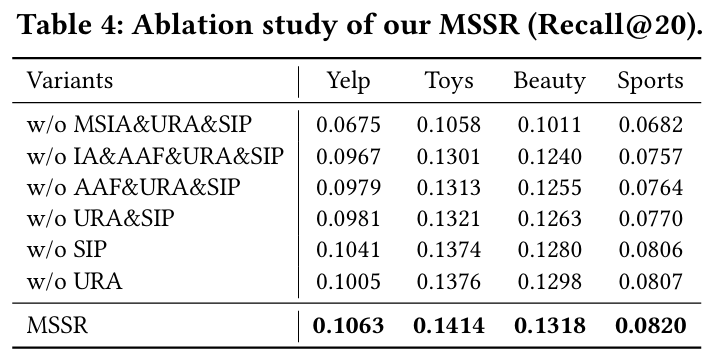 Table 4: Ablation study of our MSSR (Recall@20).
Variants Yelp Toys Beauty Sports
w/o MSIA&URA&SIP 0.0675 0.1058 0.1011 0.0682
w/o IA&AAF&URA&SIP 0.0967 0.1301 0.1240 0.0757
w/o AAF&URA&SIP 0.0979 0.1313 0.1255 0.0764
w/o URA&SIP 0.0981 0.1321 0.1263 0.0770
w/o SIP 0.1041 0.1374 0.1280 0.0806
w/o URA 0.1005 0.1376 0.1298 0.0807
MSSR 0.1063 0.1414 0.1318 0.0820